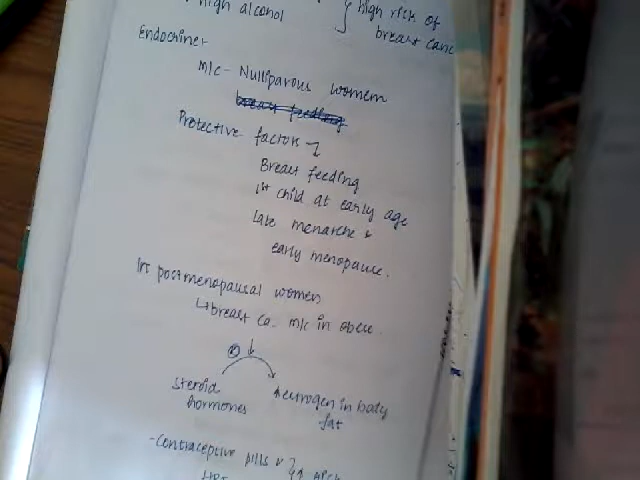 high alcohol } high risk of
breast canc
Endocrine-
M/c - Nulliparous women
breast feeding
Protective factors
Breast feeding
1st child at early age
late menarche &
early menopause.
In postmenopausal women
↳ breast Ca. M/c in obese.
Steroid
hormones
↑ eurogen in body
fat
- Contraceptive pills
HRT